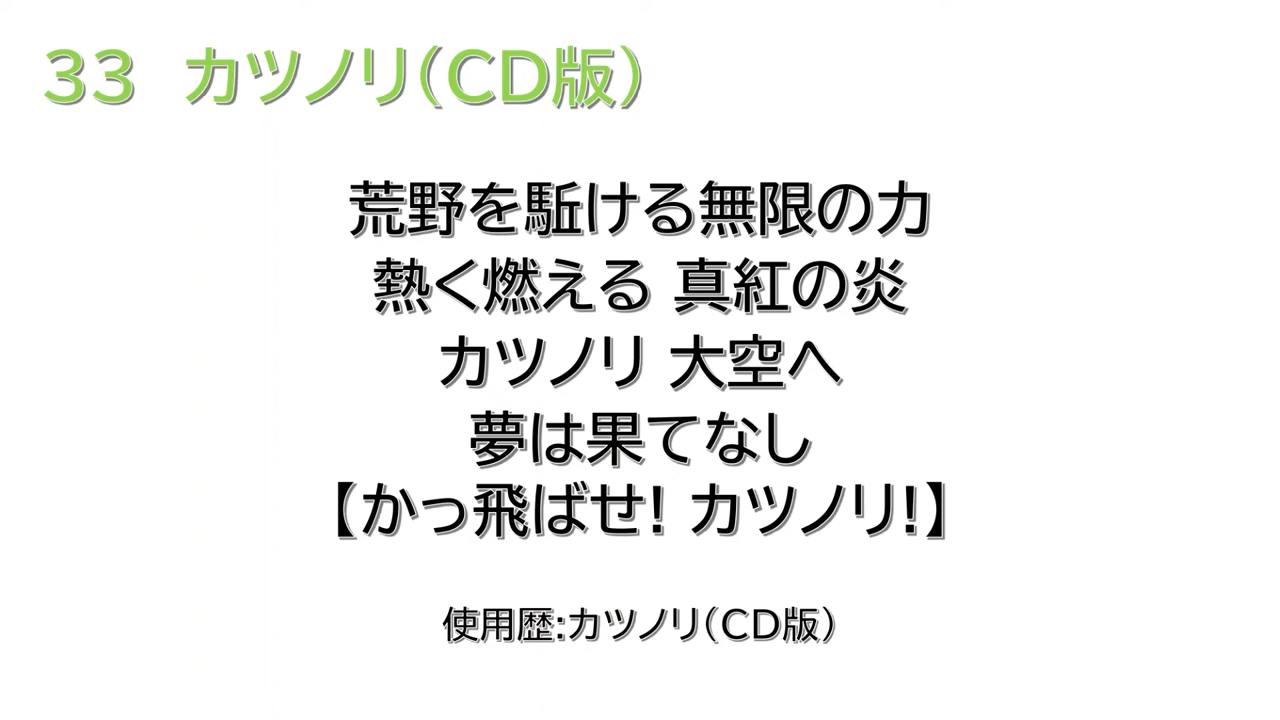 33 カツノリ(CD版)
荒野を駈ける無限の力
熱く燃える 真紅の炎
カツノリ 大空へ
夢は果てなし
【かっ飛ばせ! カツノリ!】
使用歴:カツノリ(CD版)